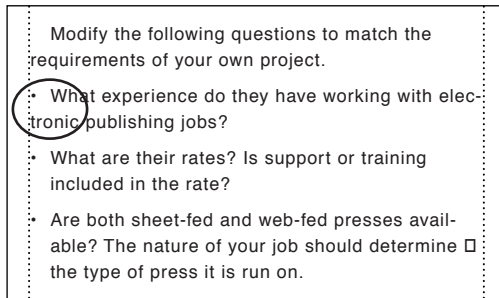 Modify the following questions to match the
requirements of your own project.
• What experience do they have working with elec-
tronic publishing jobs?
• What are their rates? Is support or training
included in the rate?
• Are both sheet-fed and web-fed presses avail-
able? The nature of your job should determine □
the type of press it is run on.